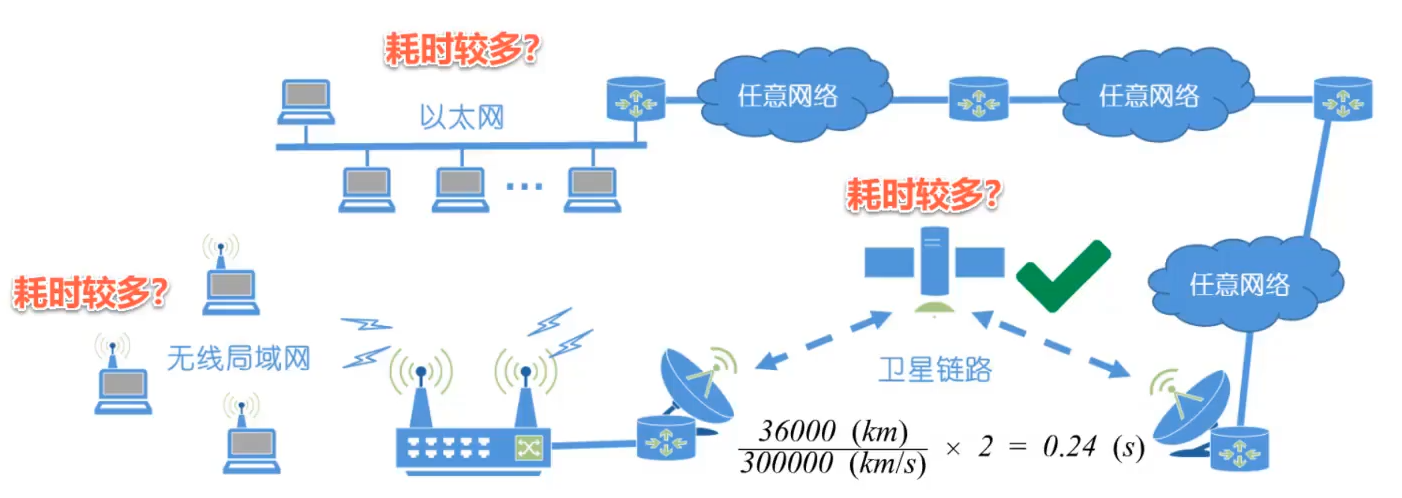 耗时较多?
以太网
任意网络
任意网络
...
耗时较多?
耗时较多?
任意网络
无线局域网
卫星链路
36000 (km)
300000 (km/s)
× 2 = 0.24 (s)